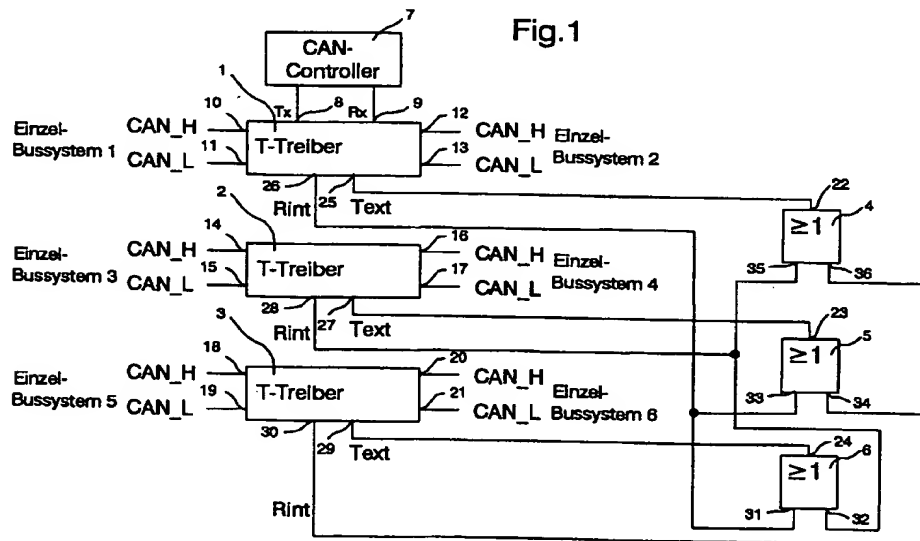 Fig.1
7
CAN-
Controller
1
10
Tx
8
Rx
9
12
Einzel-
Bussystem 1
CAN_H
11
CAN_L
T-Treiber
CAN_H
13
CAN_L
Einzel-
Bussystem 2
26
25
Rint
Text
22
≥1
4
35
36
2
14
Einzel-
Bussystem 3
CAN_H
15
CAN_L
T-Treiber
16
CAN_H
17
CAN_L
Einzel-
Bussystem 4
28
27
Rint
Text
23
≥1
5
33
34
3
18
Einzel-
Bussystem 5
CAN_H
19
CAN_L
T-Treiber
20
CAN_H
21
CAN_L
Einzel-
Bussystem 6
30
29
Text
Rint
24
≥1
6
31
32